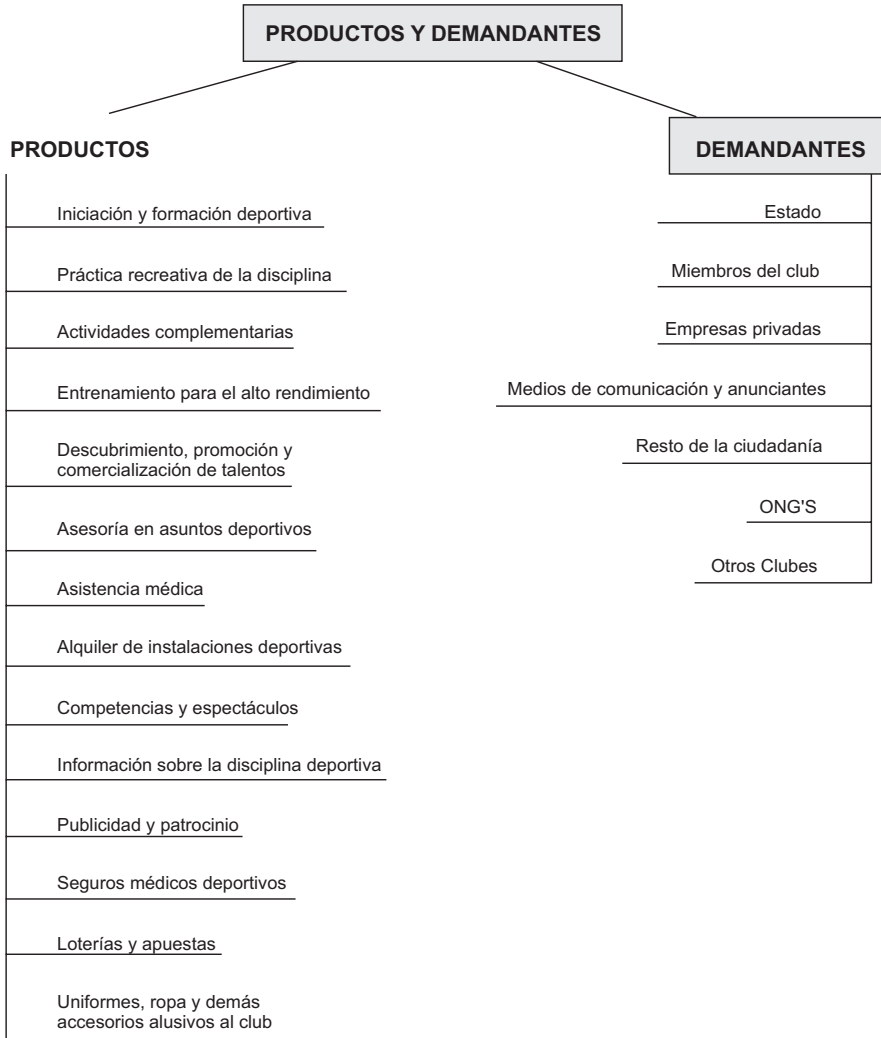 PRODUCTOS Y DEMANDANTES
PRODUCTOS
Iniciación y formación deportiva
Práctica recreativa de la disciplina
Actividades complementarias
Entrenamiento para el alto rendimiento
Descubrimiento, promoción y
comercialización de talentos
Asesoría en asuntos deportivos
Asistencia médica
Alquiler de instalaciones deportivas
Competencias y espectáculos
Información sobre la disciplina deportiva
Publicidad y patrocinio
Seguros médicos deportivos
Loterías y apuestas
Uniformes, ropa y demás
accesorios alusivos al club
DEMANDANTES
Estado
Miembros del club
Empresas privadas
Medios de comunicación y anunciantes
Resto de la ciudadanía
ONG'S
Otros Clubes